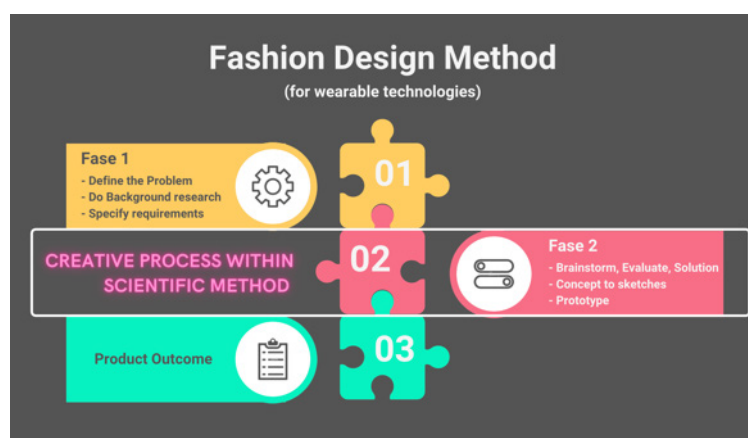 Fashion Design Method
(for wearable technologies)
Fase 1
- Define the Problem
- Do Background research
- Specify requirements
01
CREATIVE PROCESS WITHIN
SCIENTIFIC METHOD
02
Fase 2
- Brainstorm, Evaluate, Solution
- Concept to sketches
- Prototype
Product Outcome
03